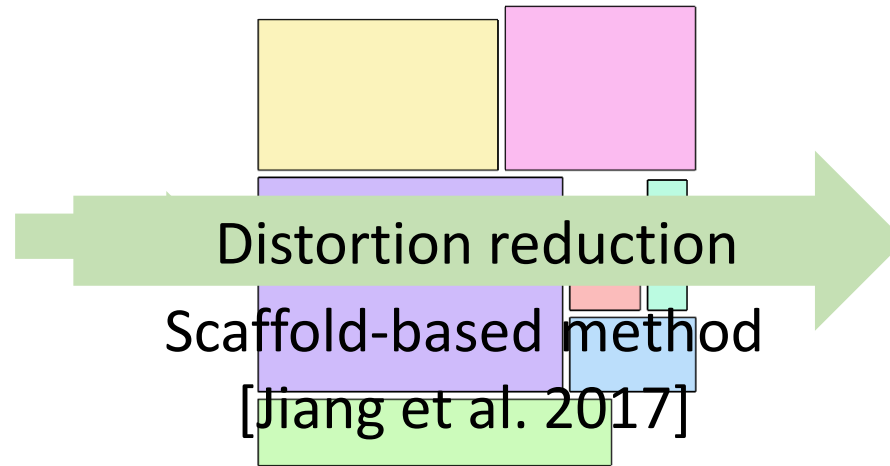 Distortion reduction
Scaffold-based method
[Jiang et al. 2017]